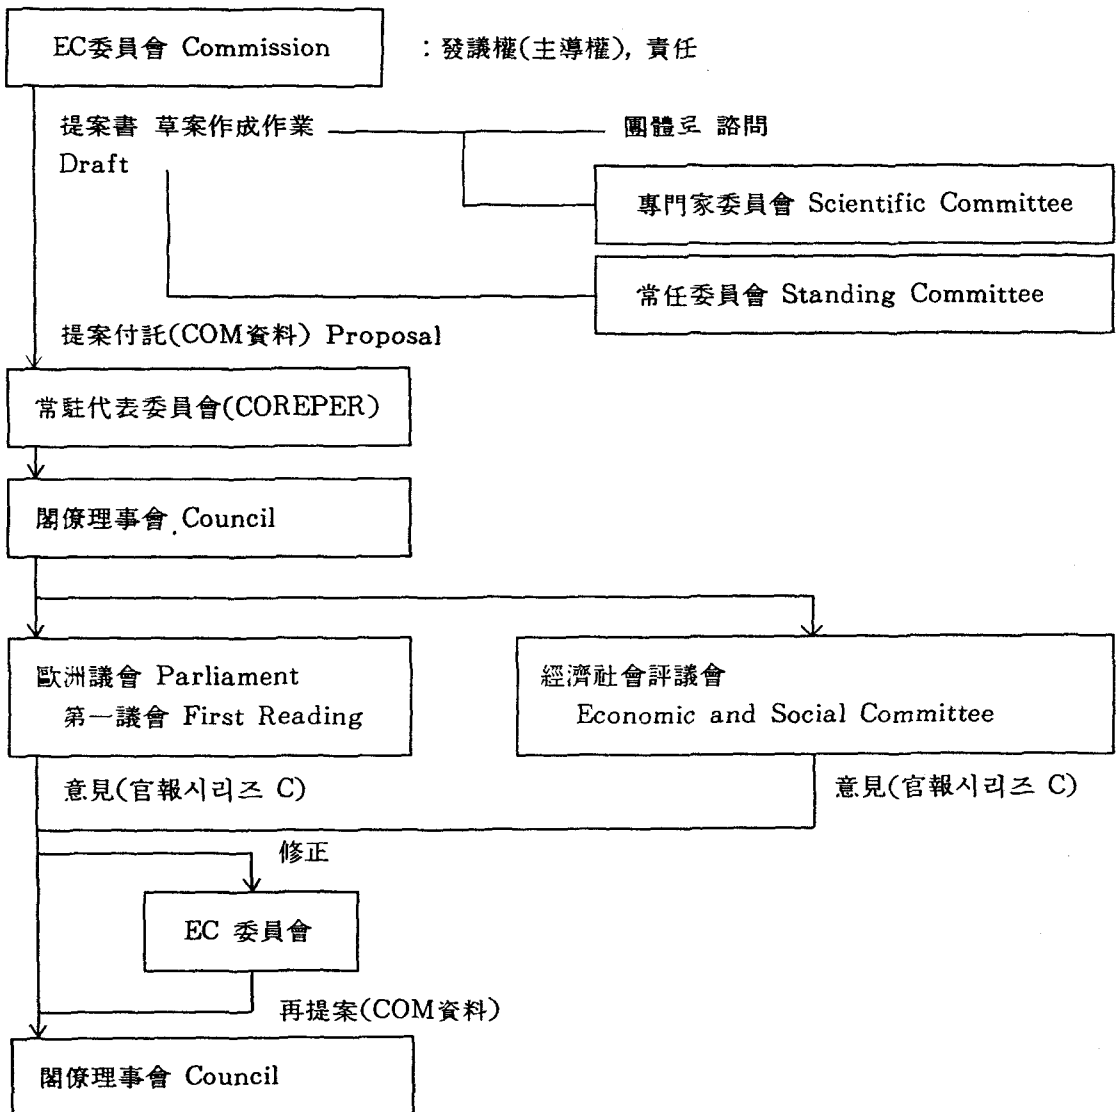 EC委員會 Commission
: 發議權(主導權), 責任
提案書 草案作成作業
Draft
團體로 諮問
專門家委員會 Scientific Committee
常任委員會 Standing Committee
提案付託(COM資料) Proposal
常駐代表委員會(COREPER)
閣僚理事會 Council
歐洲議會 Parliament
第一議會 First Reading
經濟社會評議會
Economic and Social Committee
意見(官報시리즈 C)
意見(官報시리즈 C)
修正
EC 委員會
再提案(COM資料)
閣僚理事會 Council